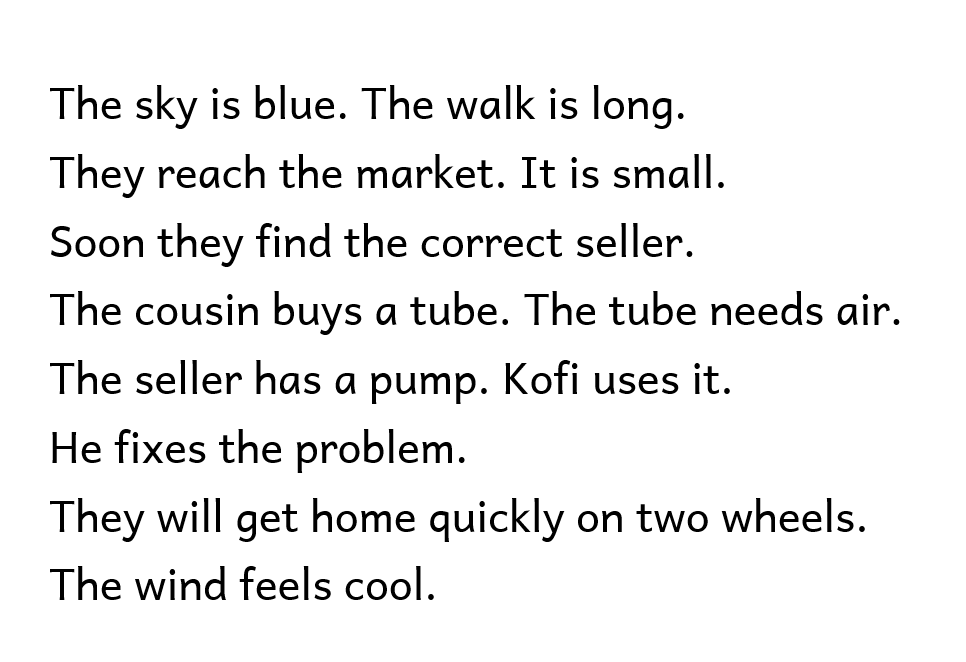 The sky is blue. The walk is long.
They reach the market. It is small.
Soon they find the correct seller.
The cousin buys a tube. The tube needs air.
The seller has a pump. Kofi uses it.
He fixes the problem.
They will get home quickly on two wheels.
The wind feels cool.